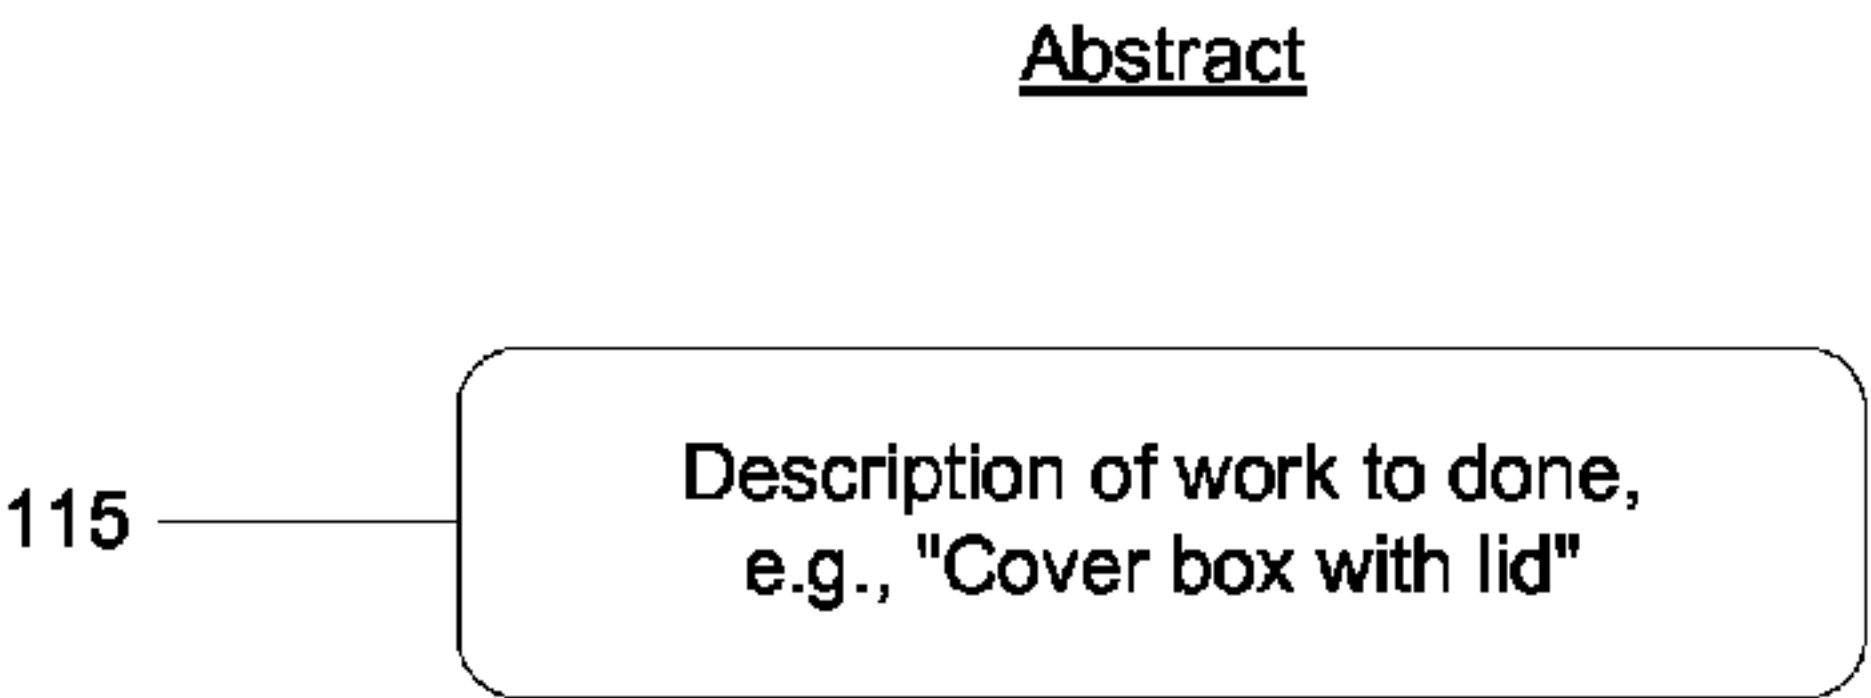 Abstract
Description of work to done,
115
e.g., "Cover box with lid"